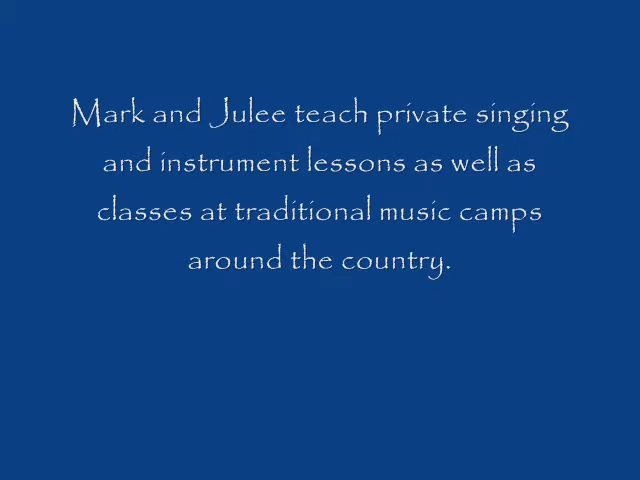 Mark and Julee teach private singing
and instrument lessons as well as
classes at traditional music camps
around the country.